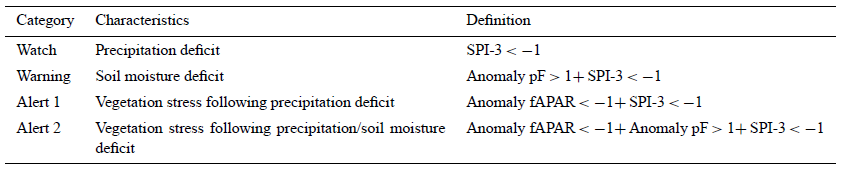 Category Characteristics Definition
Watch Precipitation deficit SPI-3 < −1
Warning Soil moisture deficit Anomaly pF > 1+ SPI-3 < −1
Alert 1 Vegetation stress following precipitation deficit Anomaly fAPAR < −1+ SPI-3 < −1
Alert 2 Vegetation stress following precipitation/soil moisture Anomaly fAPAR < −1+ Anomaly pF > 1+ SPI-3 < −1
deficit